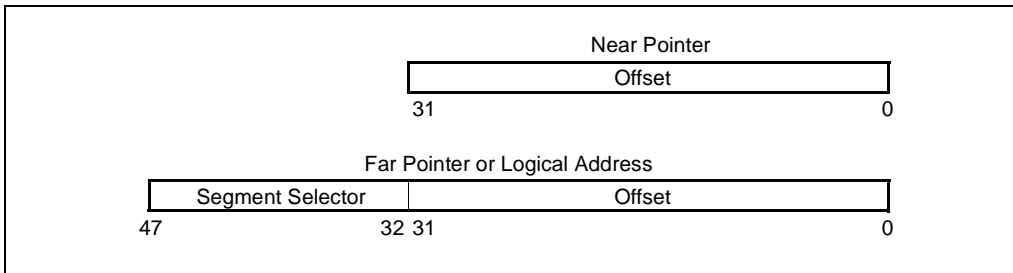 Near Pointer
Offset
31 0
Far Pointer or Logical Address
Segment Selector Offset
47 32 31 0